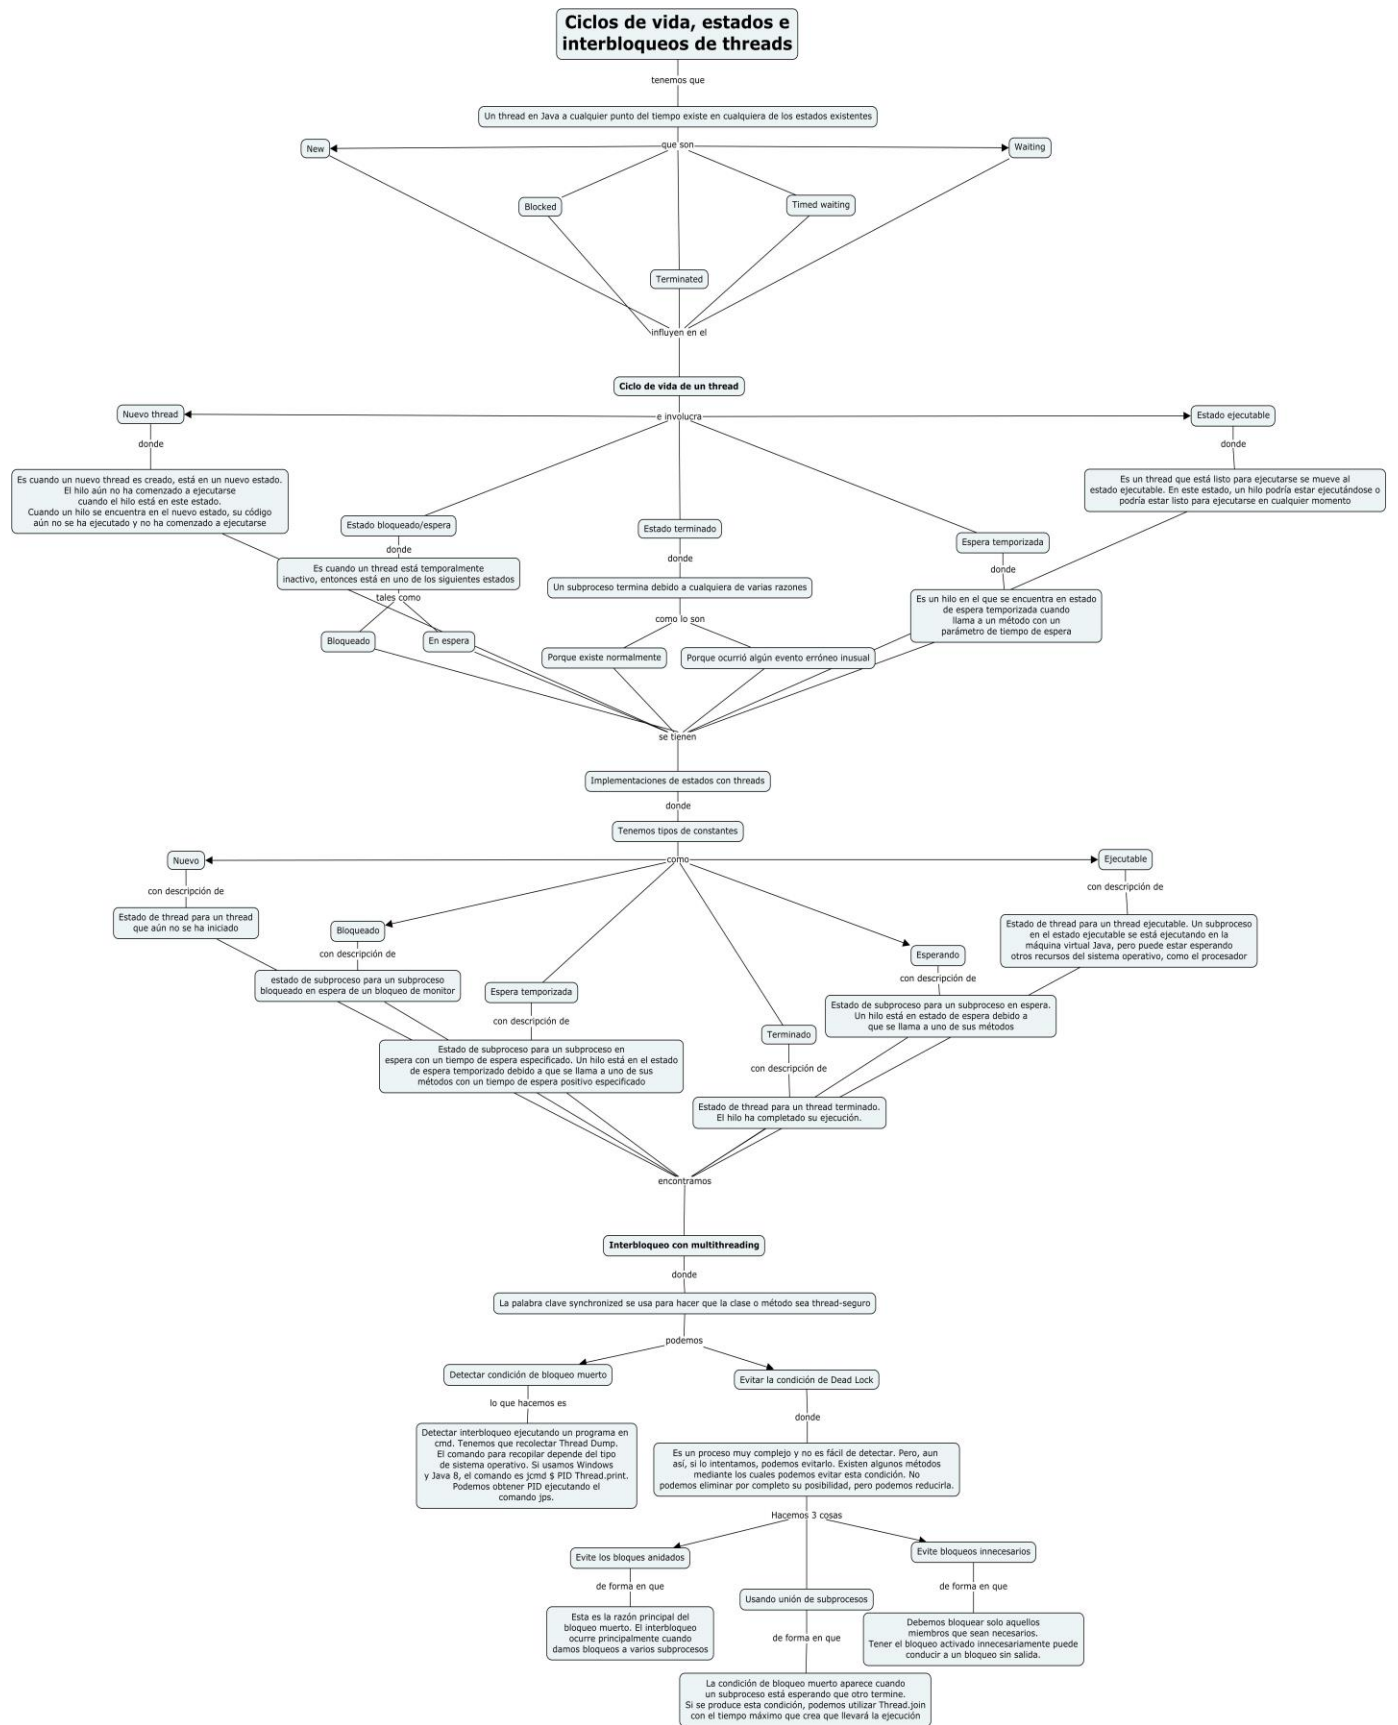 Ciclos de vida, estados e
interbloqueos de threads
tenemos que
Un thread en Java a cualquier punto del tiempo existe en cualquiera de los estados existentes
que son
New
Waiting
Blocked
Timed waiting
Terminated
influyen en el
Ciclo de vida de un thread
e involucra
Nuevo thread
Estado ejecutable
donde
donde
Es cuando un nuevo thread es creado, está en un nuevo estado.
El hilo aún no ha comenzado a ejecutarse
cuando el hilo está en este estado.
Cuando un hilo se encuentra en el nuevo estado, su código
aún no se ha ejecutado y no ha comenzado a ejecutarse
Es un thread que está listo para ejecutarse se mueve al
estado ejecutable. En este estado, un hilo podría estar ejecutándose o
podría estar listo para ejecutarse en cualquier momento
Estado bloqueado/espera
donde
Es cuando un thread está temporalmente
inactivo, entonces está en uno de los siguientes estados
tales como
Bloqueado
En espera
Estado terminado
donde
Un subproceso termina debido a cualquiera de varias razones
como lo son
Porque existe normalmente
Porque ocurrió algún evento erróneo inusual
Espera temporizada
donde
Es un hilo en el que se encuentra en estado
de espera temporizada cuando
llama a un método con un
parámetro de tiempo de espera
se tienen
Implementaciones de estados con threads
donde
Tenemos tipos de constantes
como
Nuevo
con descripción de
Estado de thread para un thread
que aún no se ha iniciado
Bloqueado
con descripción de
estado de subproceso para un subproceso
bloqueado en espera de un bloqueo de monitor
Espera temporizada
con descripción de
Estado de subproceso para un subproceso en
espera con un tiempo de espera especificado. Un hilo está en el estado
de espera temporizado debido a que se llama a uno de sus
métodos con un tiempo de espera positivo especificado
Terminado
con descripción de
Estado de thread para un thread terminado.
El hilo ha completado su ejecución.
Esperando
con descripción de
Estado de subproceso para un subproceso en espera.
Un hilo está en estado de espera debido a
que se llama a uno de sus métodos
Ejecutable
con descripción de
Estado de thread para un thread ejecutable. Un subproceso
en el estado ejecutable se está ejecutando en la
máquina virtual Java, pero puede estar esperando
otros recursos del sistema operativo, como el procesador
encontramos
Interbloqueo con multithreading
donde
La palabra clave synchronized se usa para hacer que la clase o método sea thread-seguro
podemos
Detectar condición de bloqueo muerto
lo que hacemos es
Detectar interbloqueo ejecutando un programa en
cmd. Tenemos que recolectar Thread Dump.
El comando para recopilar depende del tipo
de sistema operativo. Si usamos Windows
y Java 8, el comando es jcmd $ PID Thread.print.
Podemos obtener PID ejecutando el
comando jps.
Evitar la condición de Dead Lock
donde
Es un proceso muy complejo y no es fácil de detectar. Pero, aun
así, si lo intentamos, podemos evitarlo. Existen algunos métodos
mediante los cuales podemos evitar esta condición. No
podemos eliminar por completo su posibilidad, pero podemos reducirla.
Hacemos 3 cosas
Evite los bloques anidados
de forma en que
Esta es la razón principal del
bloqueo muerto. El interbloqueo
ocurre principalmente cuando
damos bloqueos a varios subprocesos
Usando unión de subprocesos
de forma en que
La condición de bloqueo muerto aparece cuando
un subproceso está esperando que otro termine.
Si se produce esta condición, podemos utilizar Thread.join
con el tiempo máximo que crea que llevará la ejecución
Evite bloqueos innecesarios
de forma en que
Debemos bloquear solo aquellos
miembros que sean necesarios.
Tener el bloqueo activado innecesariamente puede
conducir a un bloqueo sin salida.